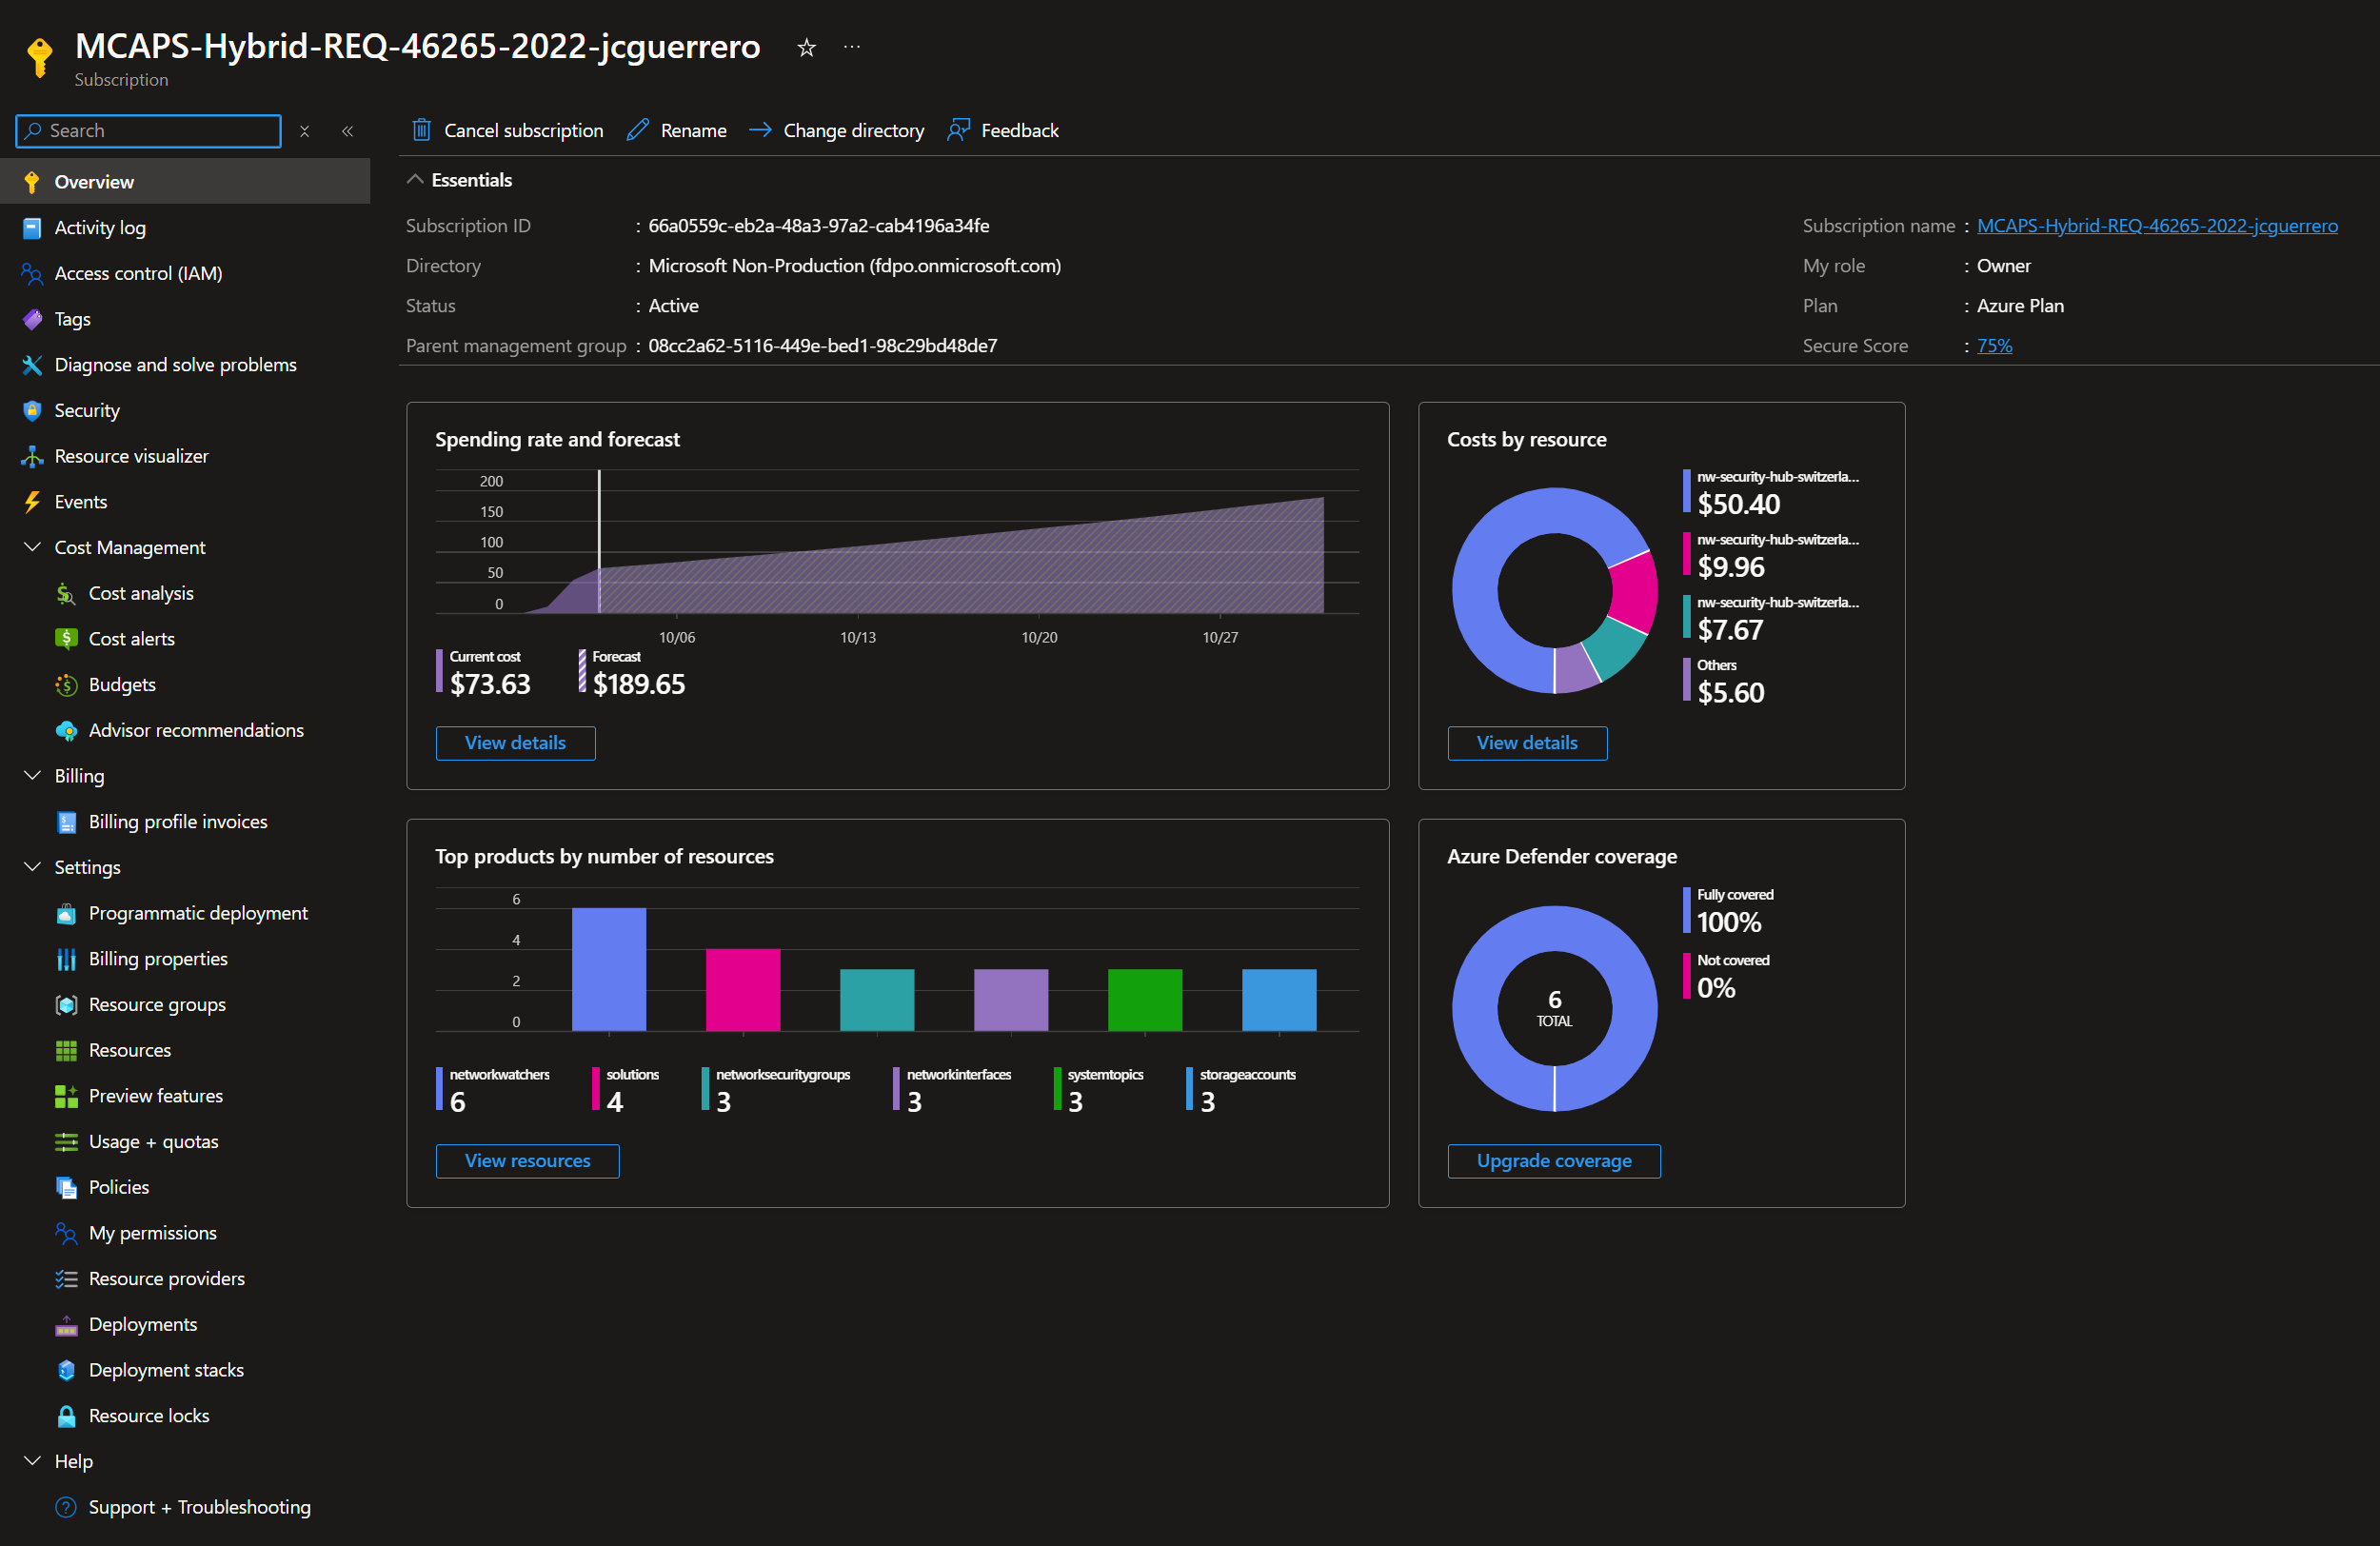 MCAPS-Hybrid-REQ-46265-2022-jcguerrero
Subscription
Search
Overview
Activity log
Access control (IAM)
Tags
Diagnose and solve problems
Security
Resource visualizer
Events
Cost Management
Cost analysis
Cost alerts
Budgets
Advisor recommendations
Billing
Billing profile invoices
Settings
Programmatic deployment
Billing properties
Resource groups
Resources
Preview features
Usage + quotas
Policies
My permissions
Resource providers
Deployments
Deployment stacks
Resource locks
Help
Support + Troubleshooting
Cancel subscription Rename Change directory Feedback
Essentials
Subscription ID : 66a0559c-eb2a-48a3-97a2-cab4196a34fe
Directory : Microsoft Non-Production (fdpo.onmicrosoft.com)
Status : Active
Parent management group : 08cc2a62-5116-449e-bed1-98c29bd48de7
Subscription name : MCAPS-Hybrid-REQ-46265-2022-jcguerrero
My role : Owner
Plan : Azure Plan
Secure Score : 75%
Spending rate and forecast
200
150
100
50
0
10/06 10/13 10/20 10/27
Current cost Forecast
$73.63 $189.65
View details
Costs by resource
nw-security-hub-switzerla...
$50.40
nw-security-hub-switzerla...
$9.96
nw-security-hub-switzerla...
$7.67
Others
$5.60
View details
Top products by number of resources
6
4
2
0
networkwatchers solutions networksecuritygroups networkinterfaces systemtopics storageaccounts
6 4 3 3 3 3
View resources
Azure Defender coverage
Fully covered
100%
Not covered
0%
6
TOTAL
Upgrade coverage